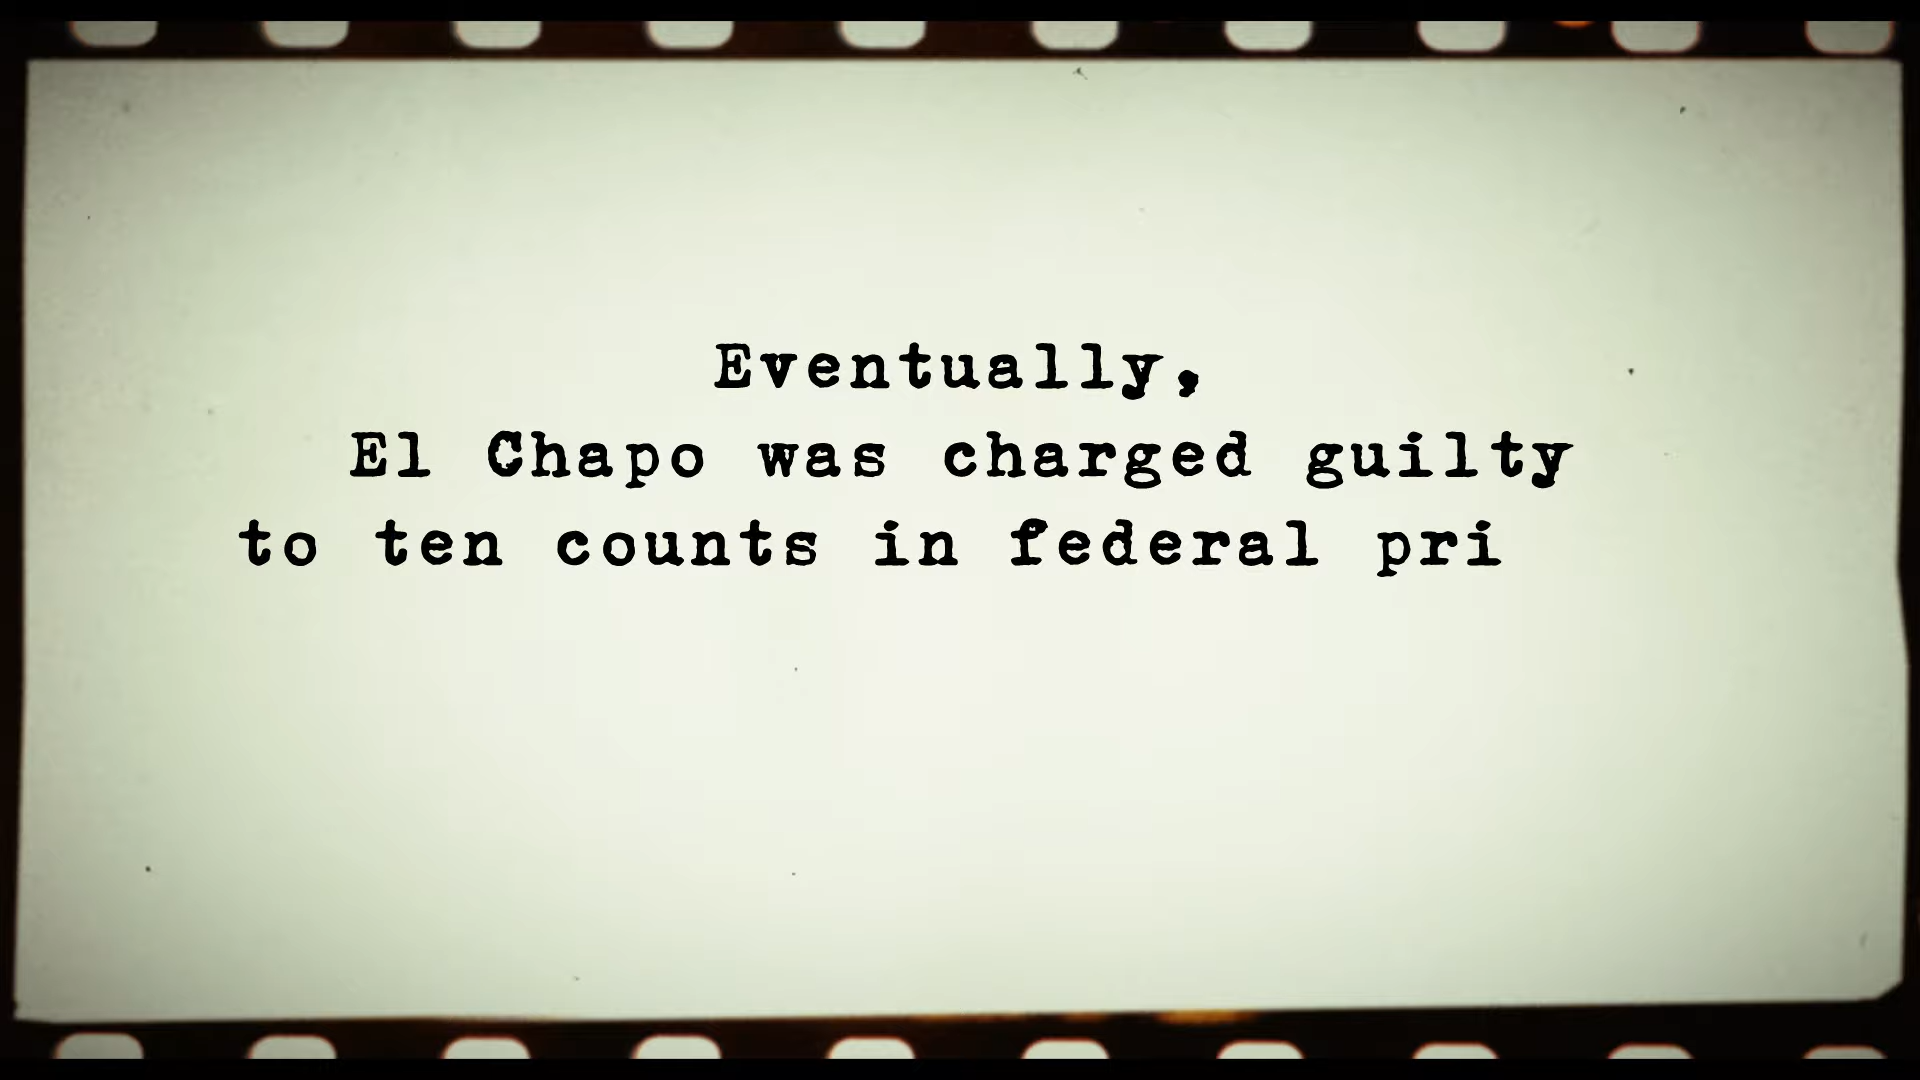 Eventually,
El Chapo was charged guilty
to ten counts in federal pri